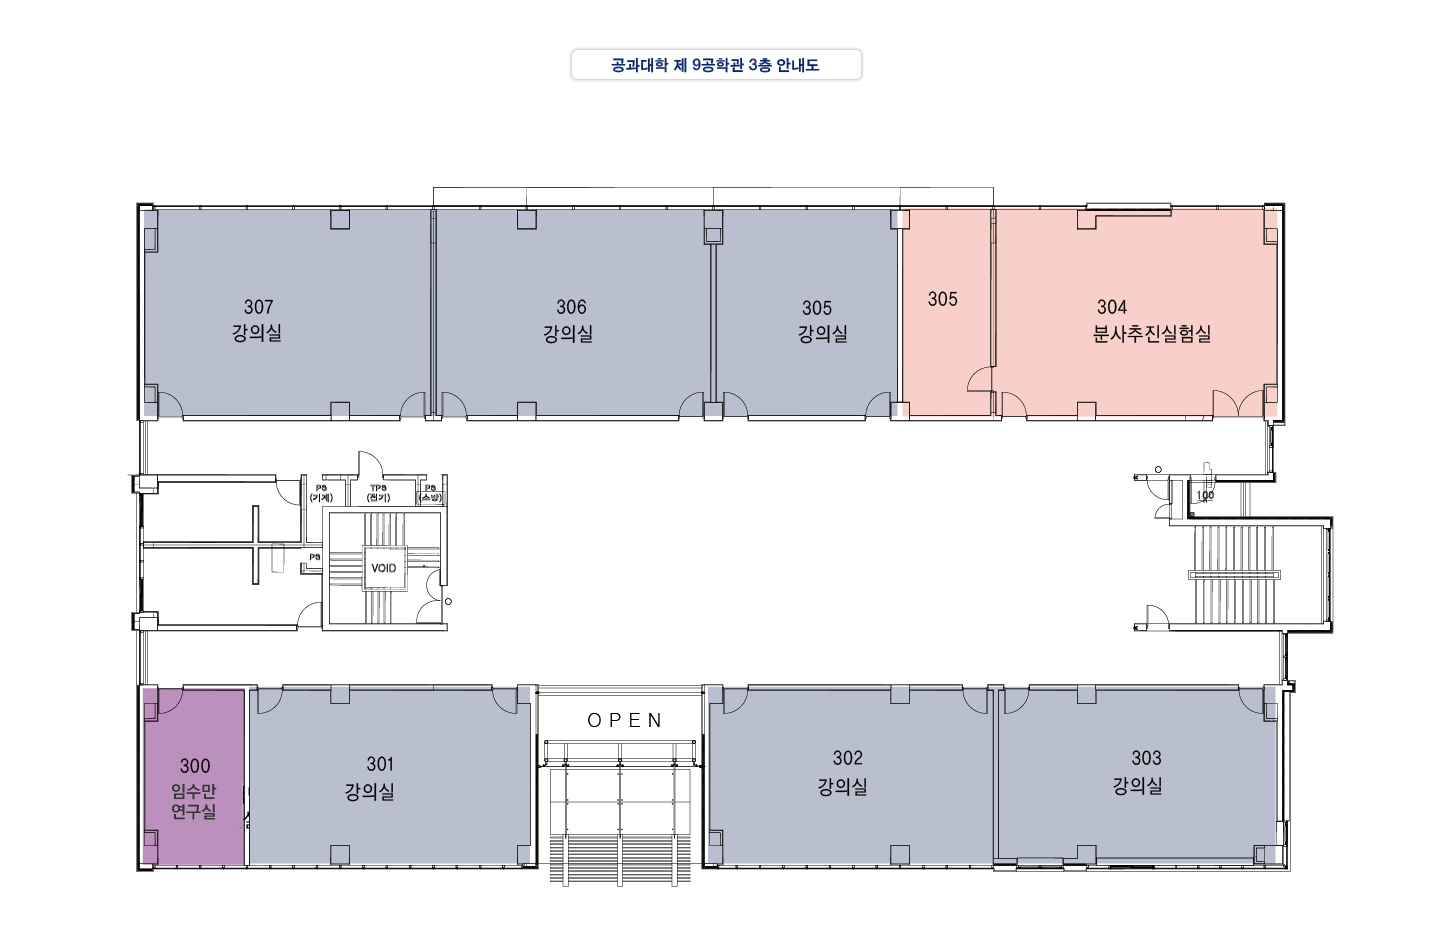 공과대학 제 9공학관 3층 안내도
307
강의실
306
강의실
305
강의실
305
304
분사추진실험실
PS
(기계)
TPS
(전기)
PS
(소방)
100
PS
VOID
OPEN
300
임수만
연구실
301
강의실
302
강의실
303
강의실